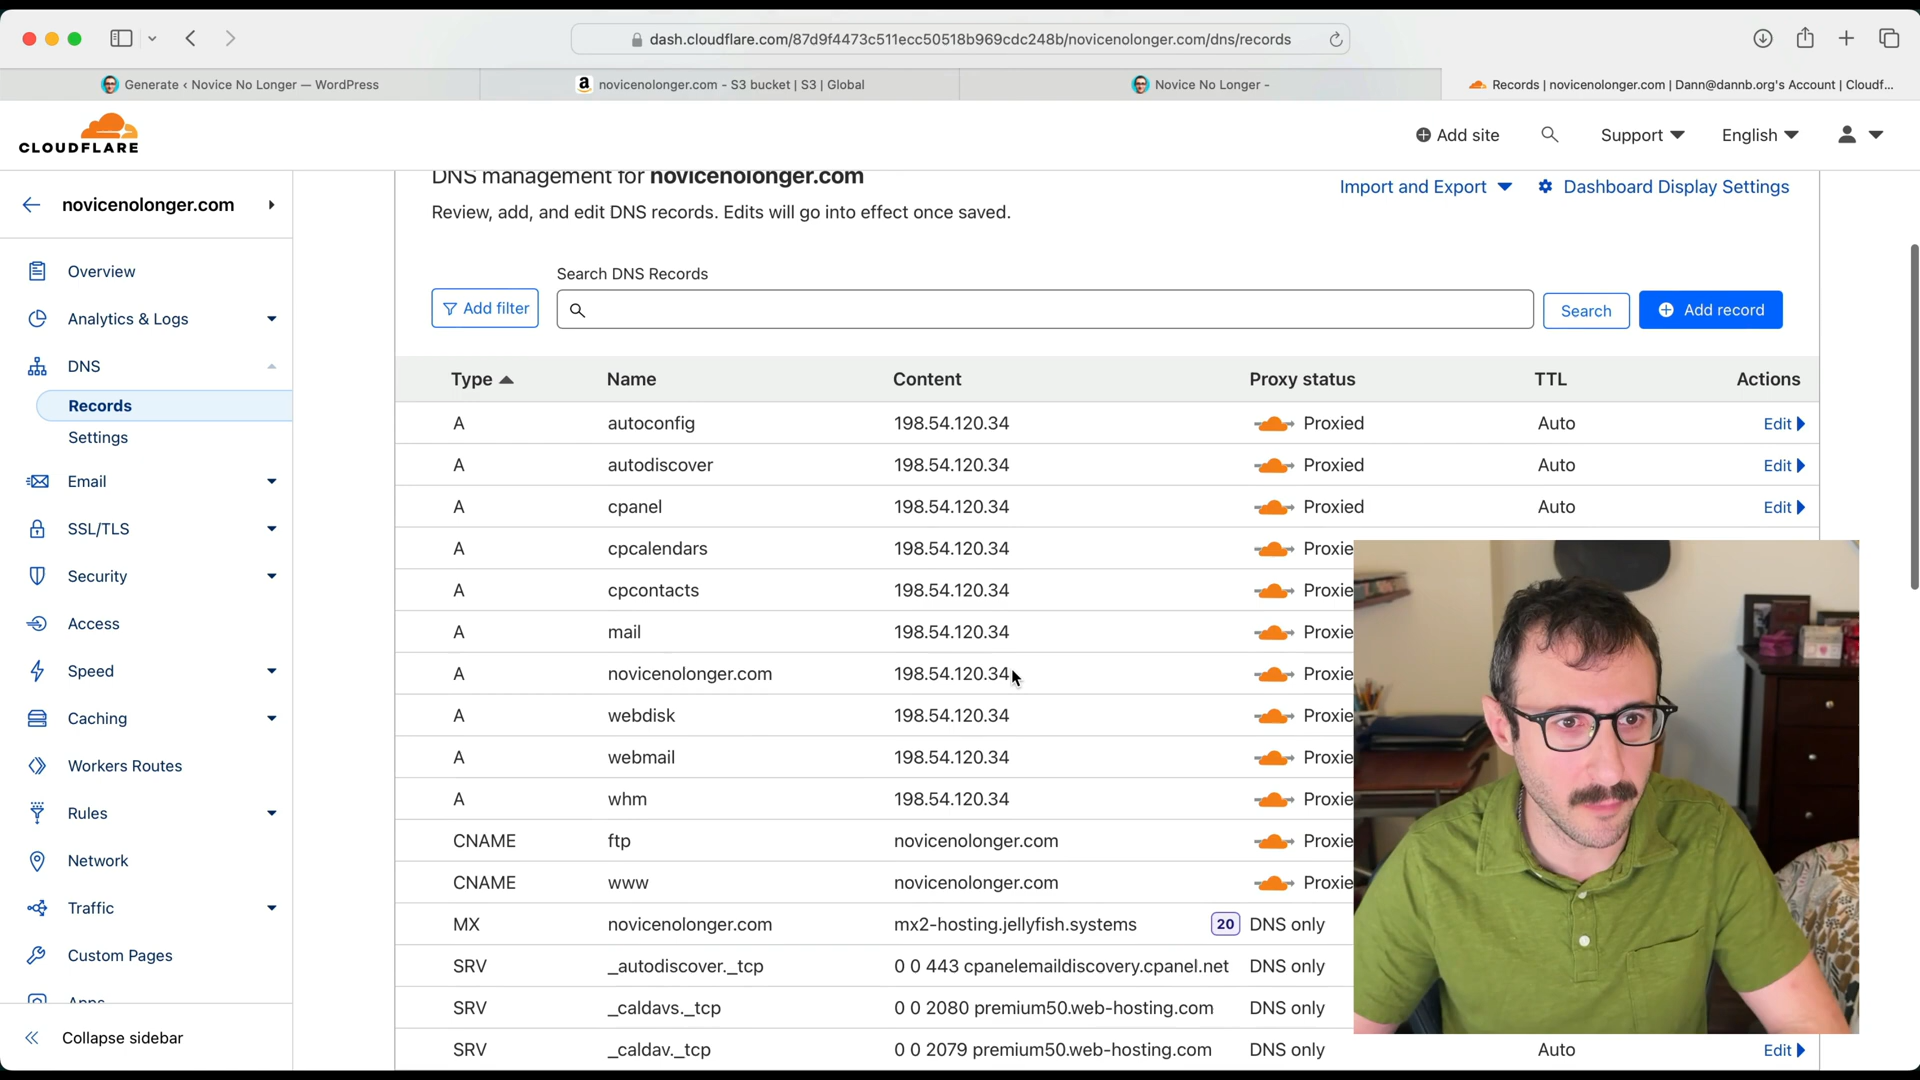 dash.cloudflare.com/87d9f4473c511ecc50518b969cdc248b/novicenolonger.com/dns/records
Generate < Novice No Longer — WordPress
novicenolonger.com - S3 bucket | S3 | Global
Novice No Longer -
Records | novicenolonger.com | Dann@dannb.org's Account | Cloudf...
CLOUDFLARE
Add site
Support
English
novicenolonger.com
Overview
Analytics & Logs
DNS
Records
Settings
Email
SSL/TLS
Security
Access
Speed
Caching
Workers Routes
Rules
Network
Traffic
Custom Pages
Apps
Collapse sidebar
DNS management for novicenolonger.com
Review, add, and edit DNS records. Edits will go into effect once saved.
Import and Export
Dashboard Display Settings
Search DNS Records
Add filter
Search
Add record
Type Name Content Proxy status TTL Actions
A autoconfig 198.54.120.34 Proxied Auto Edit
A autodiscover 198.54.120.34 Proxied Auto Edit
A cpanel 198.54.120.34 Proxied Auto Edit
A cpcalendars 198.54.120.34 Proxie
A cpcontacts 198.54.120.34 Proxie
A mail 198.54.120.34 Proxie
A novicenolonger.com 198.54.120.34 Proxie
A webdisk 198.54.120.34 Proxie
A webmail 198.54.120.34 Proxie
A whm 198.54.120.34 Proxie
CNAME ftp novicenolonger.com Proxie
CNAME www novicenolonger.com Proxie
MX novicenolonger.com mx2-hosting.jellyfish.systems 20 DNS only
SRV _autodiscover._tcp 0 0 443 cpanelemaildiscovery.cpanel.net DNS only
SRV _caldavs._tcp 0 0 2080 premium50.web-hosting.com DNS only
SRV _caldav._tcp 0 0 2079 premium50.web-hosting.com DNS only Auto Edit